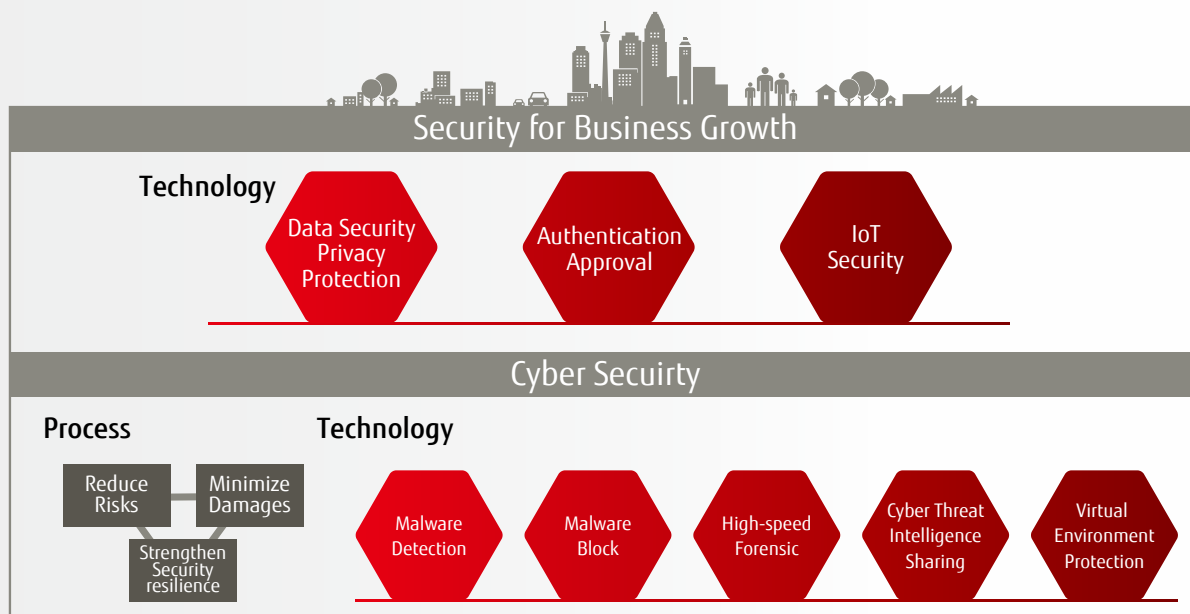 Security for Business Growth
Technology
Data Security
Privacy
Protection
Authentication
Approval
IoT
Security
Cyber Secuirty
Process
Technology
Reduce
Risks
Minimize
Damages
Strengthen
Security
resilience
Malware
Detection
Malware
Block
High-speed
Forensic
Cyber Threat
Intelligence
Sharing
Virtual
Environment
Protection